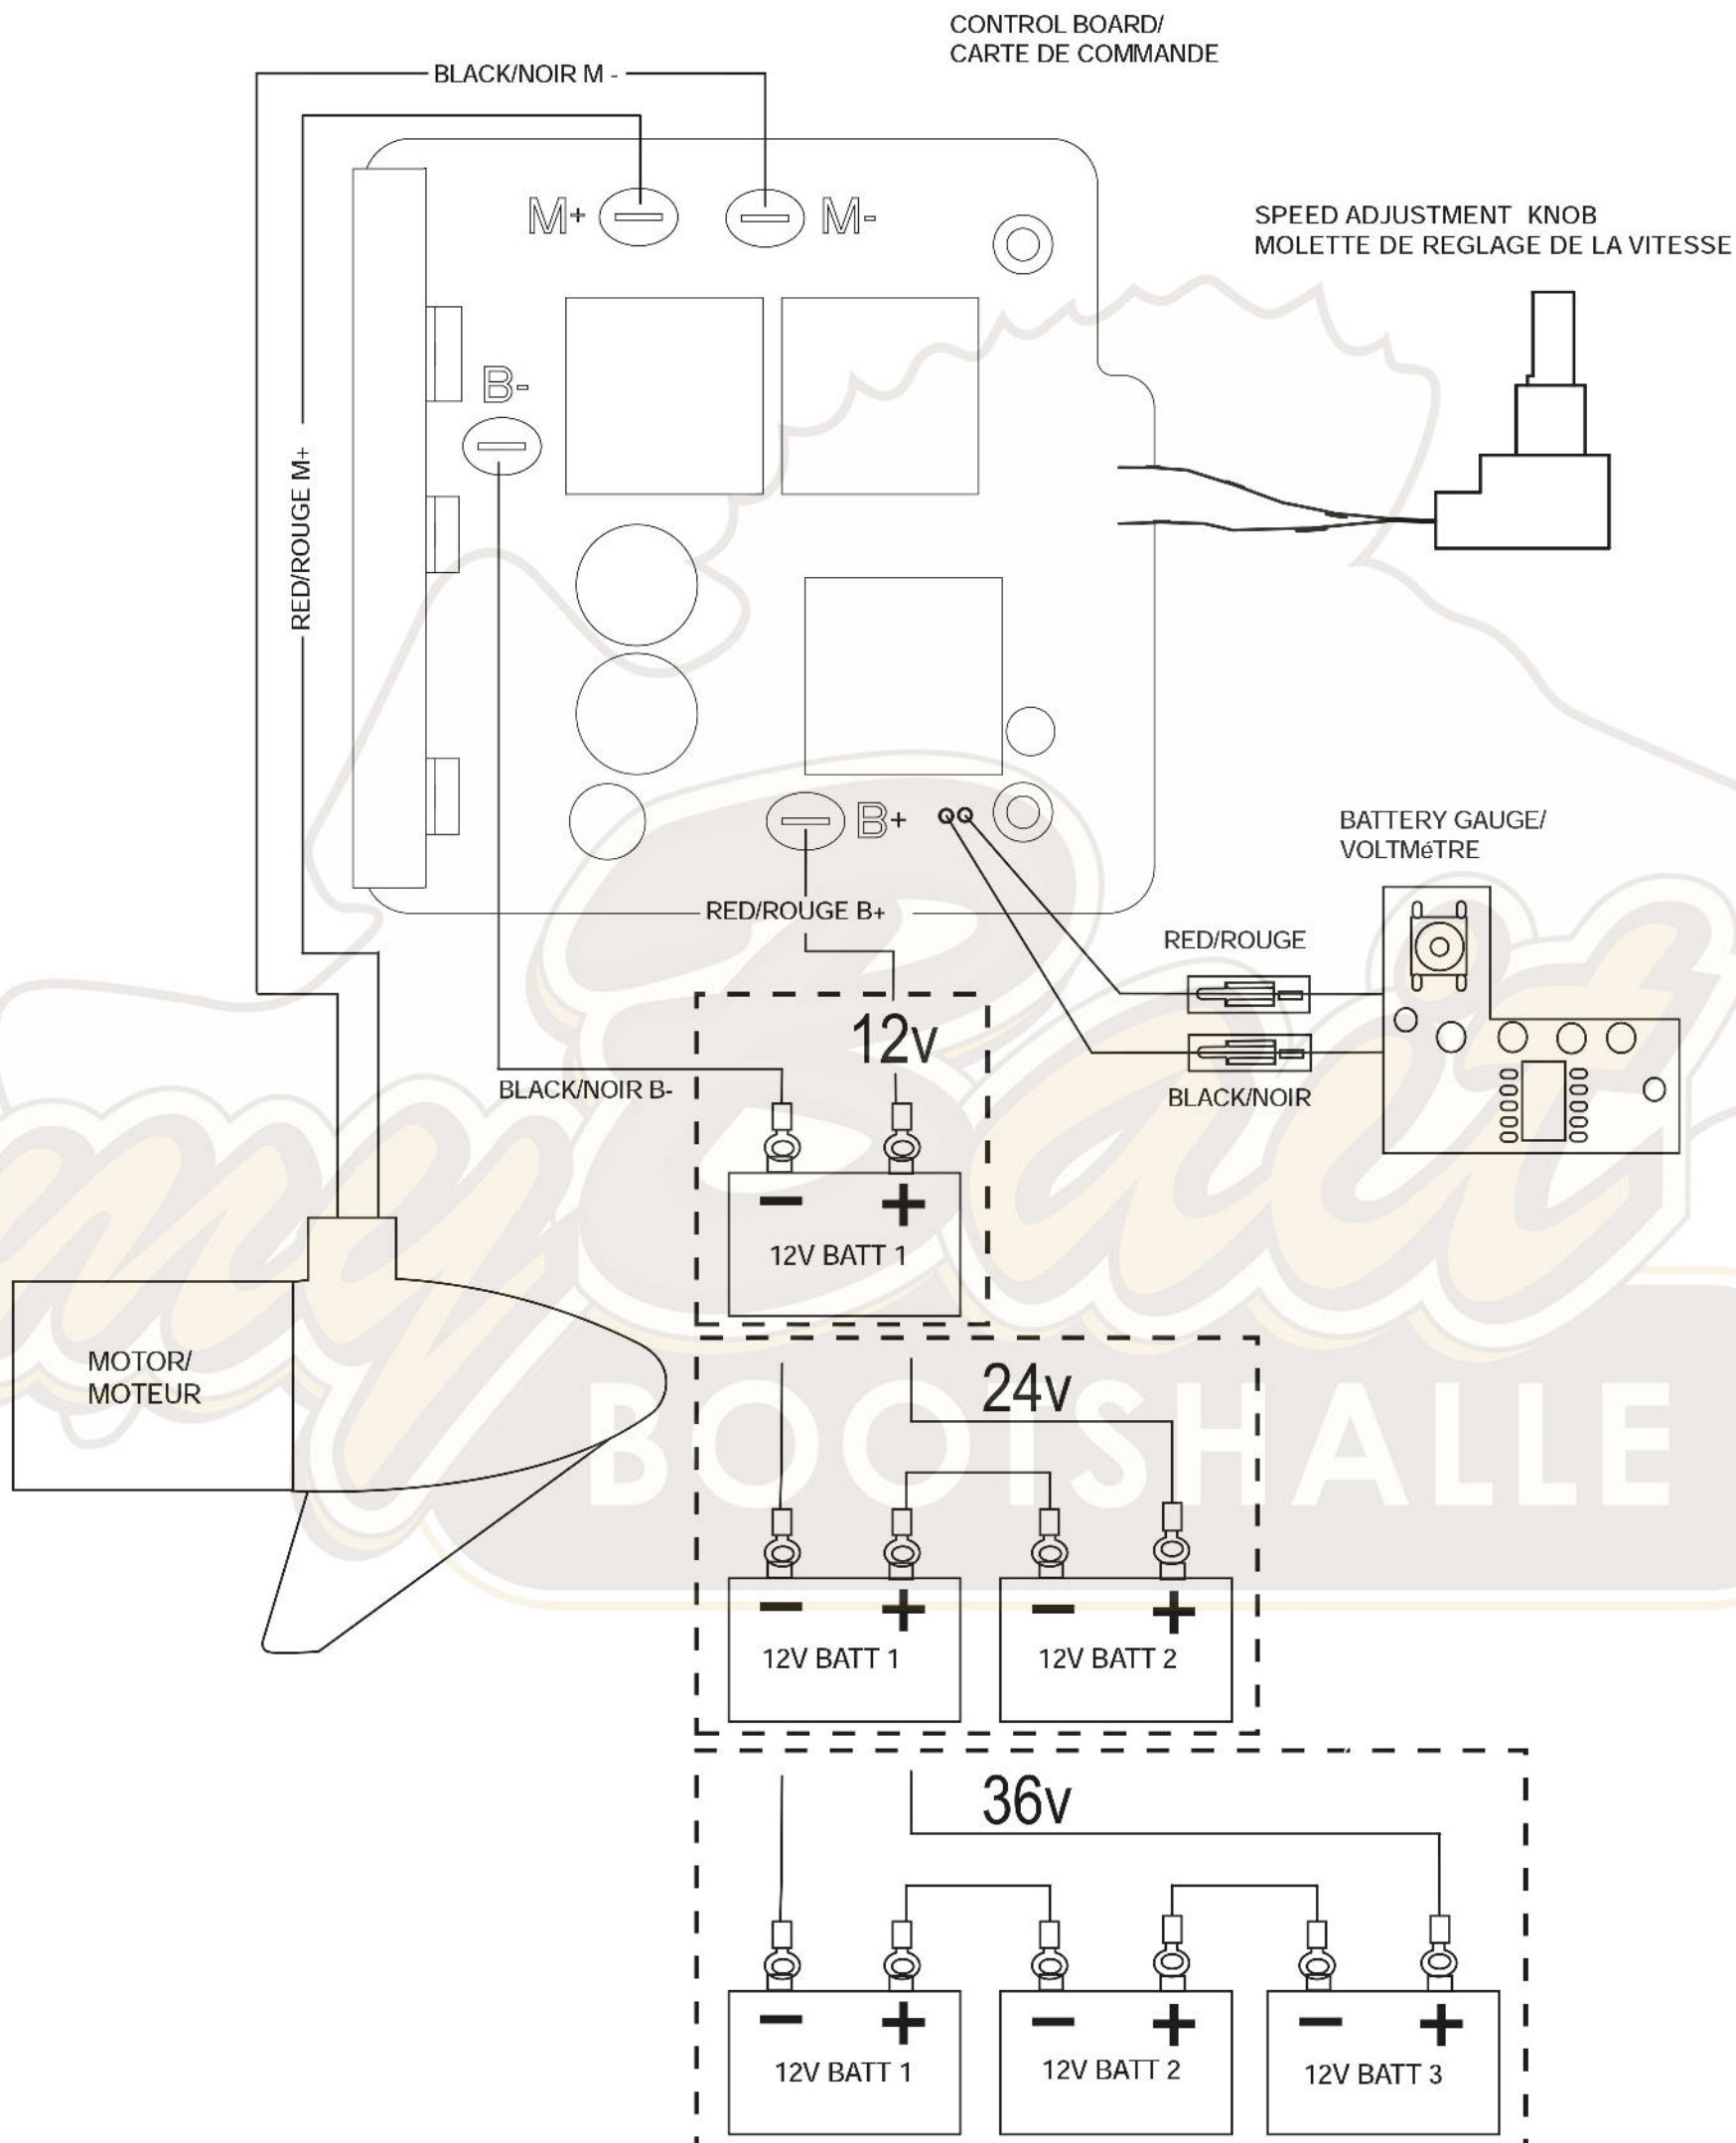 CONTROL BOARD/
CARTE DE COMMANDE
BLACK/NOIR M -
M+
M-
SPEED ADJUSTMENT KNOB
MOLETTE DE REGLAGE DE LA VITESSE
B-
RED/ROUGE M+
B+
BATTERY GAUGE/
VOLTMéTRE
RED/ROUGE B+
RED/ROUGE
12v
BLACK/NOIR B-
BLACK/NOIR
- +
12V BATT 1
my Bait
BOOTSHALLE
MOTOR/
MOTEUR
24v
- + - +
12V BATT 1 12V BATT 2
36v
- + - + - +
12V BATT 1 12V BATT 2 12V BATT 3